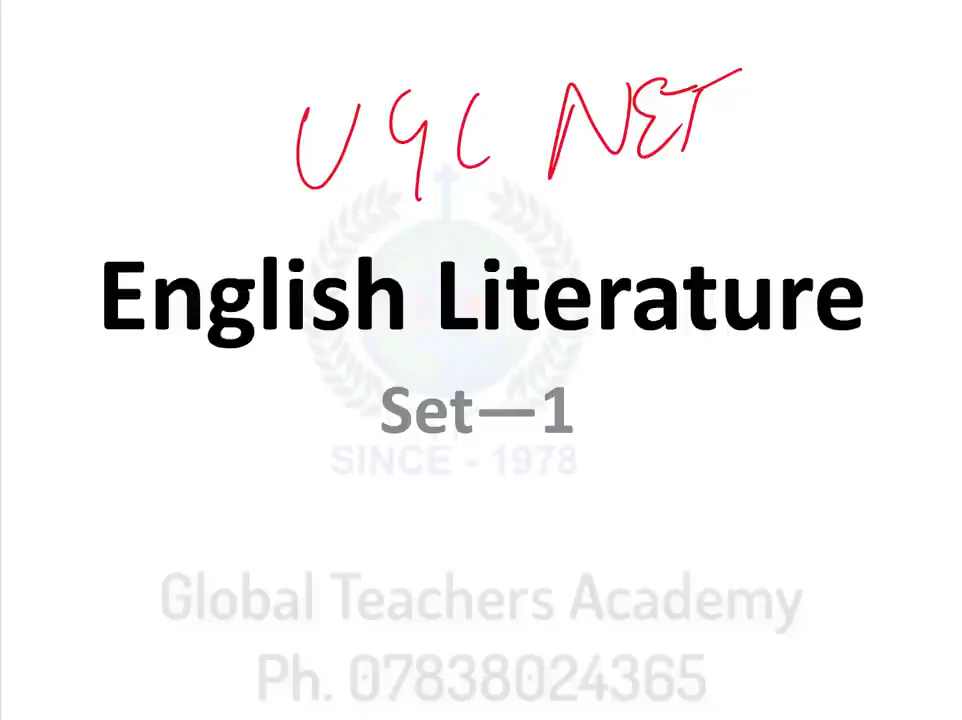 UGC NET
English Literature
Set—1
SINCE - 1978
Global Teachers Academy
Ph. 07838024365